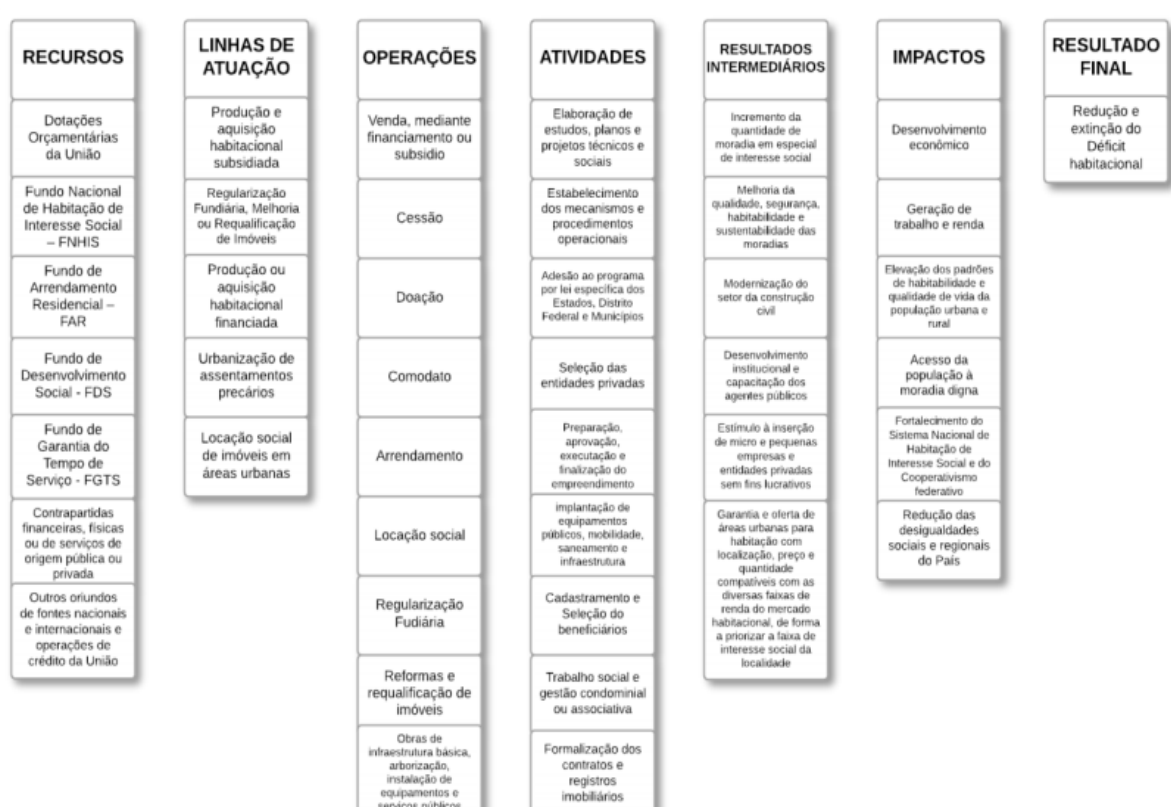 RECURSOS
Dotações
Orçamentárias
da União
Fundo Nacional
de Habitação de
Interesse Social
– FNHIS
Fundo de
Arrendamento
Residencial –
FAR
Fundo de
Desenvolvimento
Social - FDS
Fundo de
Garantia do
Tempo de
Serviço - FGTS
Contrapartidas
financeiras, físicas
ou de serviços de
origem pública ou
privada
Outros oriundos
de fontes nacionais
e internacionais e
operações de
crédito da União
LINHAS DE
ATUAÇÃO
Produção e
aquisição
habitacional
subsidiada
Regularização
Fundiária, Melhoria
ou Requalificação
de Imóveis
Produção ou
aquisição
habitacional
financiada
Urbanização de
assentamentos
precários
Locação social
de imóveis em
áreas urbanas
OPERAÇÕES
Venda, mediante
financiamento ou
subsidio
Cessão
Doação
Comodato
Arrendamento
Locação social
Regularização
Fudiária
Reformas e
requalificação de
imóveis
Obras de
infraestrutura básica,
arborização,
instalação de
equipamentos e
serviços públicos
ATIVIDADES
Elaboração de
estudos, planos e
projetos técnicos e
sociais
Estabelecimento
dos mecanismos e
procedimentos
operacionais
Adesão ao programa
por lei específica dos
Estados, Distrito
Federal e Municípios
Seleção das
entidades privadas
Preparação,
aprovação,
executação e
finalização do
empreendimento
implantação de
equipamentos
públicos, mobilidade,
saneamento e
infraestrutura
Cadastramento e
Seleção do
beneficiários
Trabalho social e
gestão condominial
ou associativa
Formalização dos
contratos e
registros
imobiliários
RESULTADOS
INTERMEDIÁRIOS
Incremento da
quantidade de
moradia em especial
de interesse social
Melhoria da
qualidade, segurança,
habitabilidade e
sustentabilidade das
moradias
Modernização do
setor da construção
civil
Desenvolvimento
institucional e
capacitação dos
agentes públicos
Estímulo à inserção
de micro e pequenas
empresas e
entidades privadas
sem fins lucrativos
Garantia e oferta de
áreas urbanas para
habitação com
localização, preço e
quantidade
compatíveis com as
diversas faixas de
renda do mercado
habitacional, de forma
a priorizar a faixa de
interesse social da
localidade
IMPACTOS
Desenvolvimento
econômico
Geração de
trabalho e renda
Elevação dos padrões
de habitabilidade e
qualidade de vida da
população urbana e
rural
Acesso da
população à
moradia digna
Fortalecimento do
Sistema Nacional de
Habitação de
Interesse Social e do
Cooperativismo
federativo
Redução das
desigualdades
sociais e regionais
do País
RESULTADO
FINAL
Redução e
extinção do
Déficit
habitacional